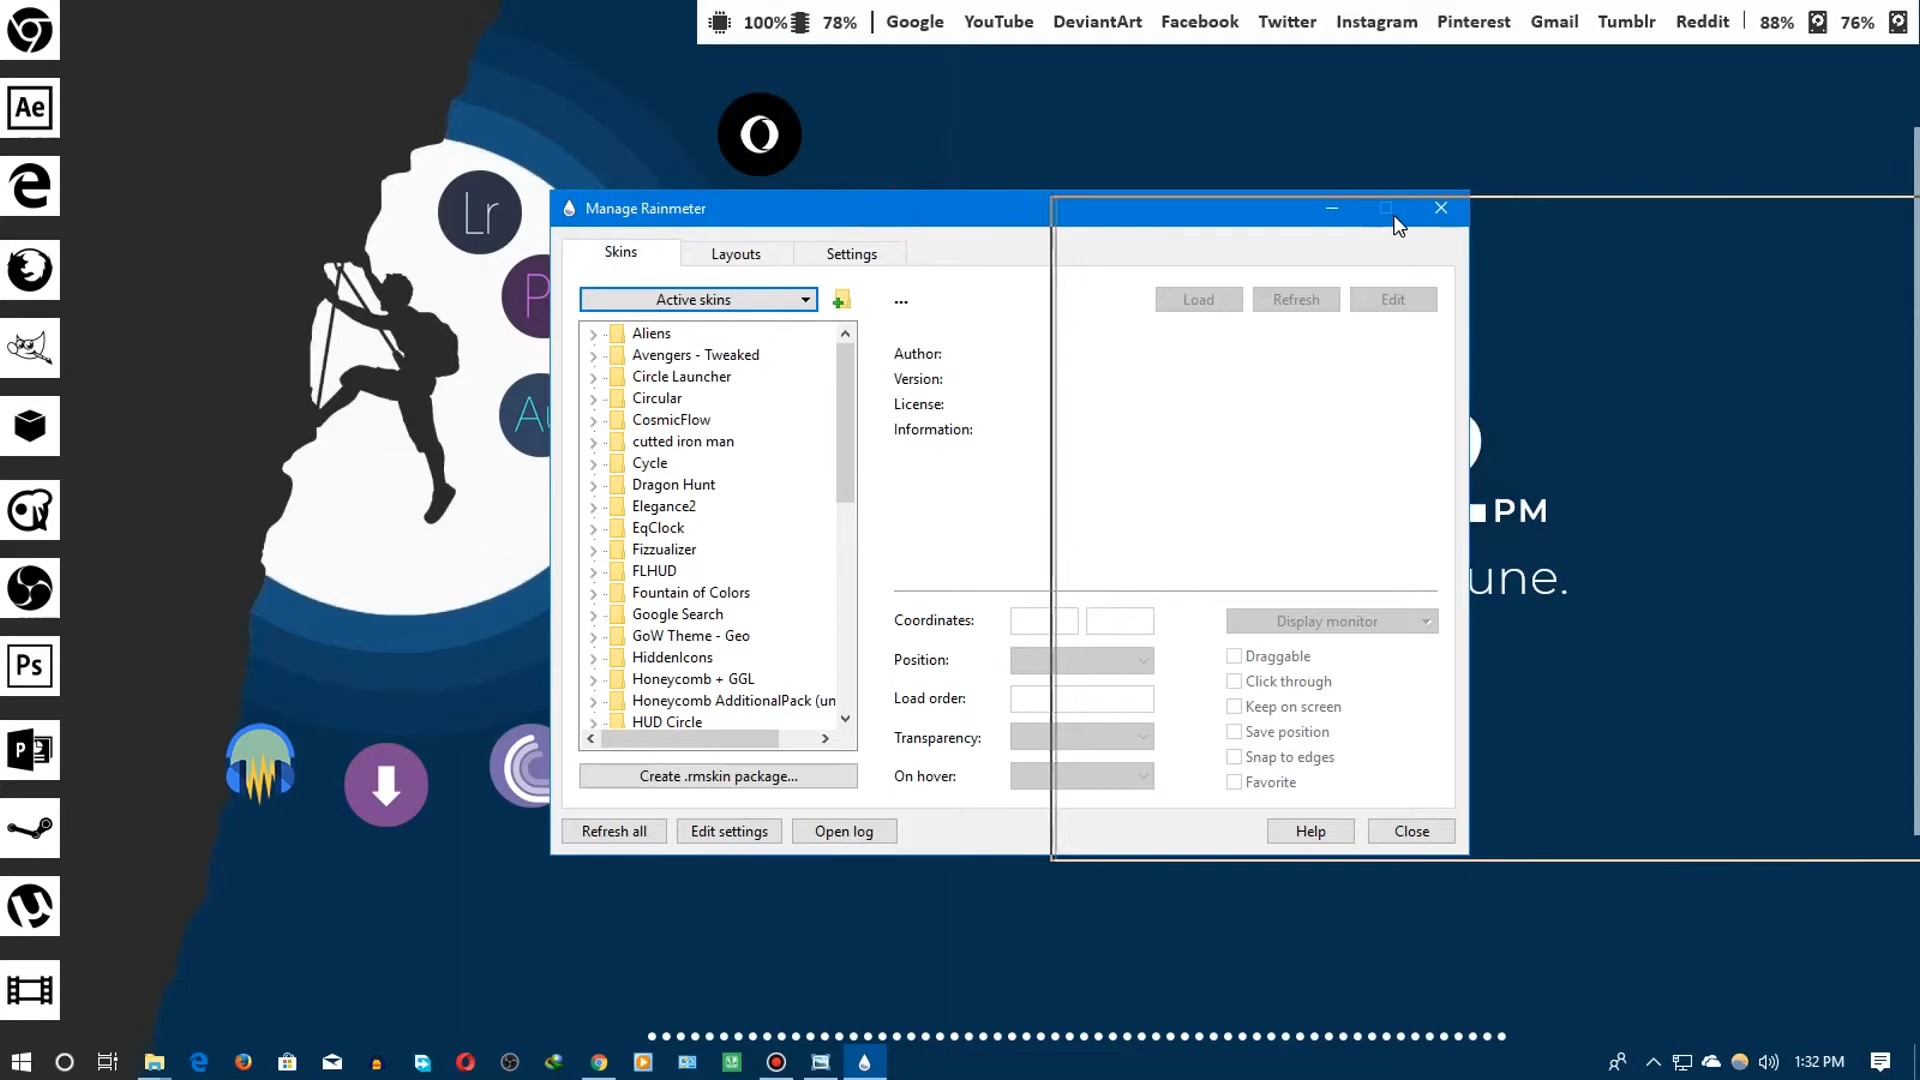 100% 78% Google YouTube DeviantArt Facebook Twitter Instagram Pinterest Gmail Tumblr Reddit 88% 76%
Ae
Lr
P
Au
Ps
P
Manage Rainmeter
Skins Layouts Settings
Active skins ... Load Refresh Edit
Aliens
Avengers - Tweaked
Circle Launcher
Circular
CosmicFlow
cutted iron man
Cycle
Dragon Hunt
Elegance2
EqClock
Fizzualizer
FLHUD
Fountain of Colors
Google Search
GoW Theme - Geo
HiddenIcons
Honeycomb + GGL
Honeycomb AdditionalPack (un
HUD Circle
Create .rmskin package...
Author:
Version:
License:
Information:
Coordinates: Display monitor
Position:
Load order:
Transparency:
On hover:
Draggable
Click through
Keep on screen
Save position
Snap to edges
Favorite
Refresh all Edit settings Open log Help Close
PM
une.
1:32 PM